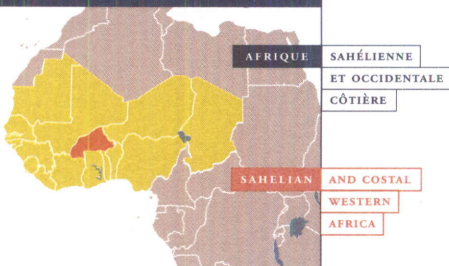 AFRIQUE SAHÉLIENNE
ET OCCIDENTALE
CÔTIÈRE
SAHELIAN AND COSTAL
WESTERN
AFRICA